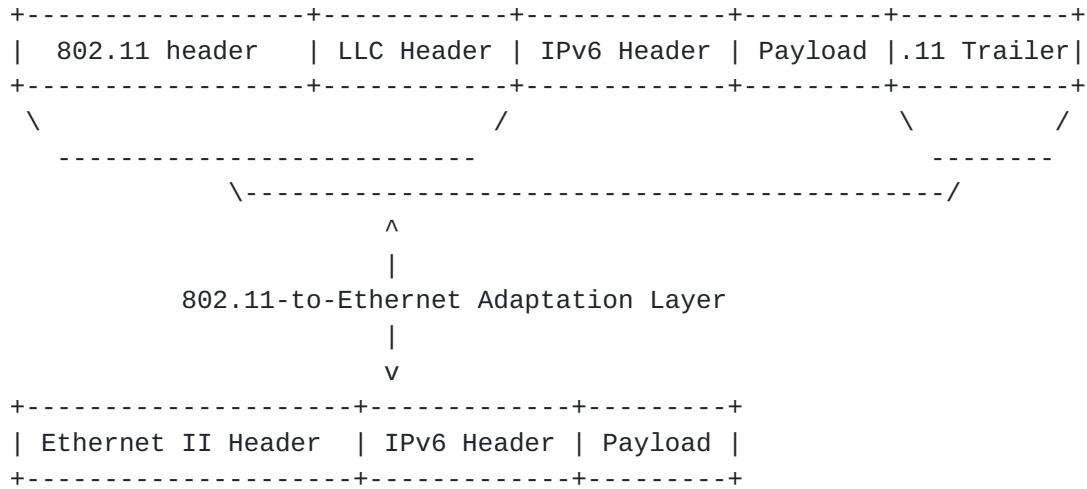 802.11 header LLC Header IPv6 Header Payload .11 Trailer
802.11-to-Ethernet Adaptation Layer
Ethernet II Header IPv6 Header Payload